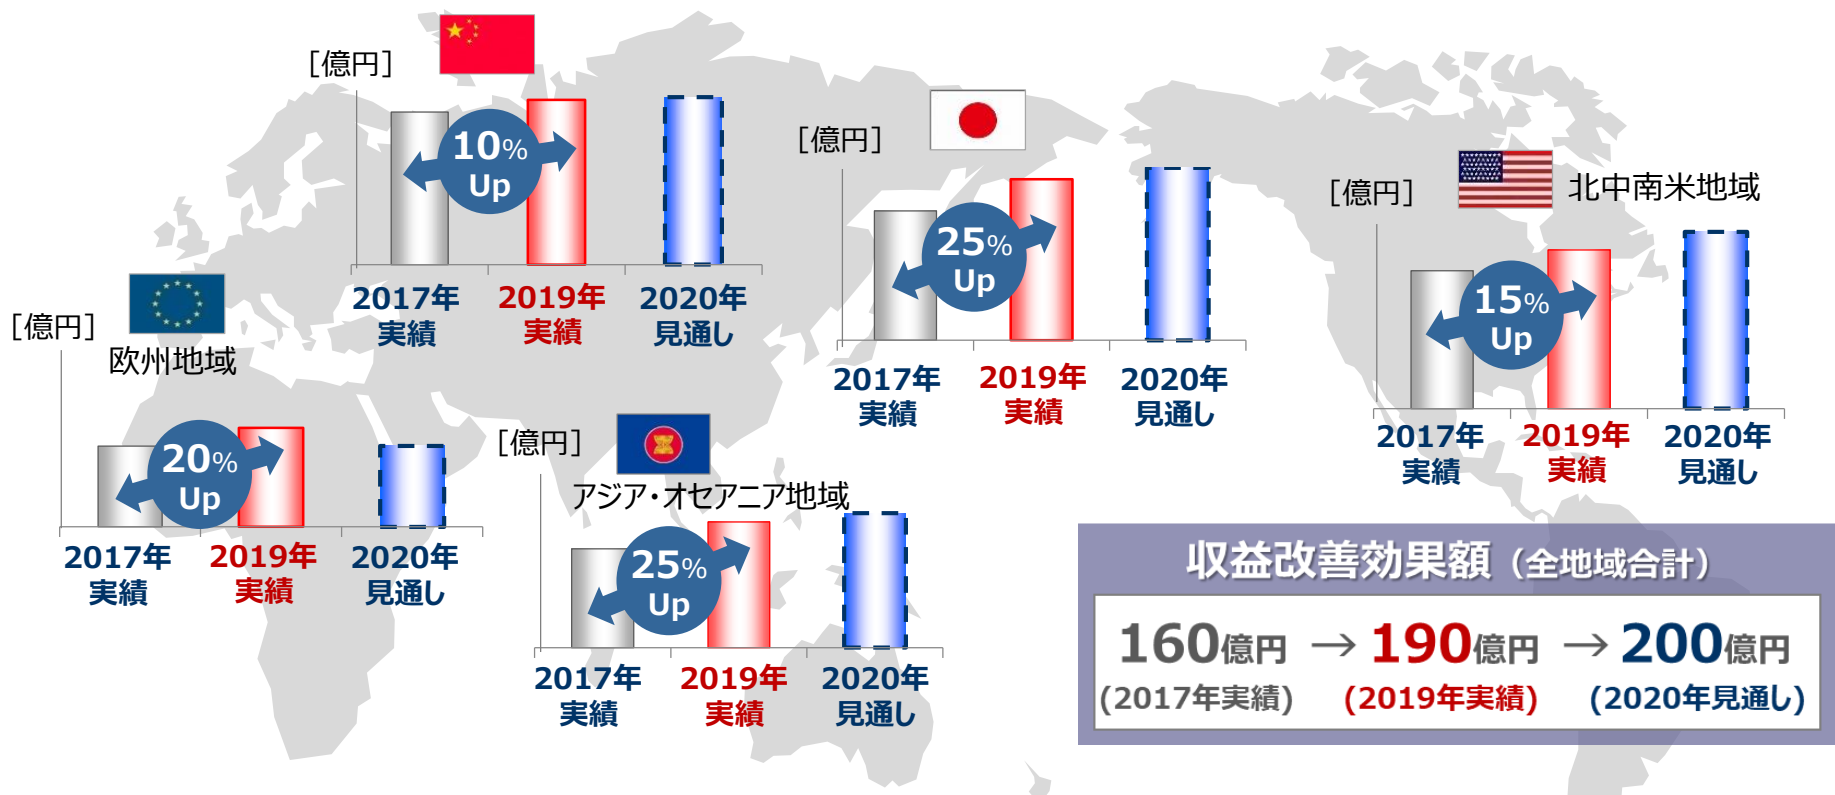 [億円]
10%
Up
2017年
実績
2019年
実績
2020年
見通し
[億円]
25%
Up
2017年
実績
2019年
実績
2020年
見通し
[億円]
北中南米地域
15%
Up
2017年
実績
2019年
実績
2020年
見通し
[億円]
欧州地域
20%
Up
2017年
実績
2019年
実績
2020年
見通し
[億円]
アジア・オセアニア地域
25%
Up
2017年
実績
2019年
実績
2020年
見通し
収益改善効果額（全地域合計）
160億円 → 190億円 → 200億円
(2017年実績) (2019年実績) (2020年見通し)